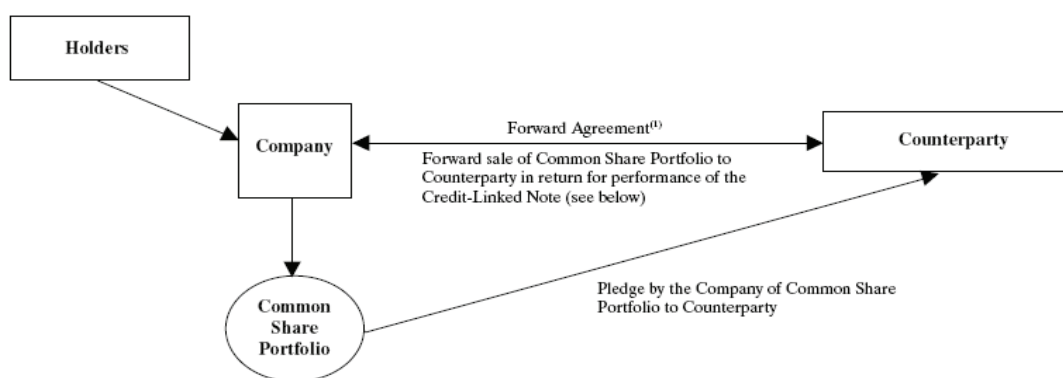 Holders
Company
Forward Agreement(1)
Counterparty
Forward sale of Common Share Portfolio to
Counterparty in return for performance of the
Credit-Linked Note (see below)
Pledge by the Company of Common Share
Portfolio to Counterparty
Common
Share
Portfolio